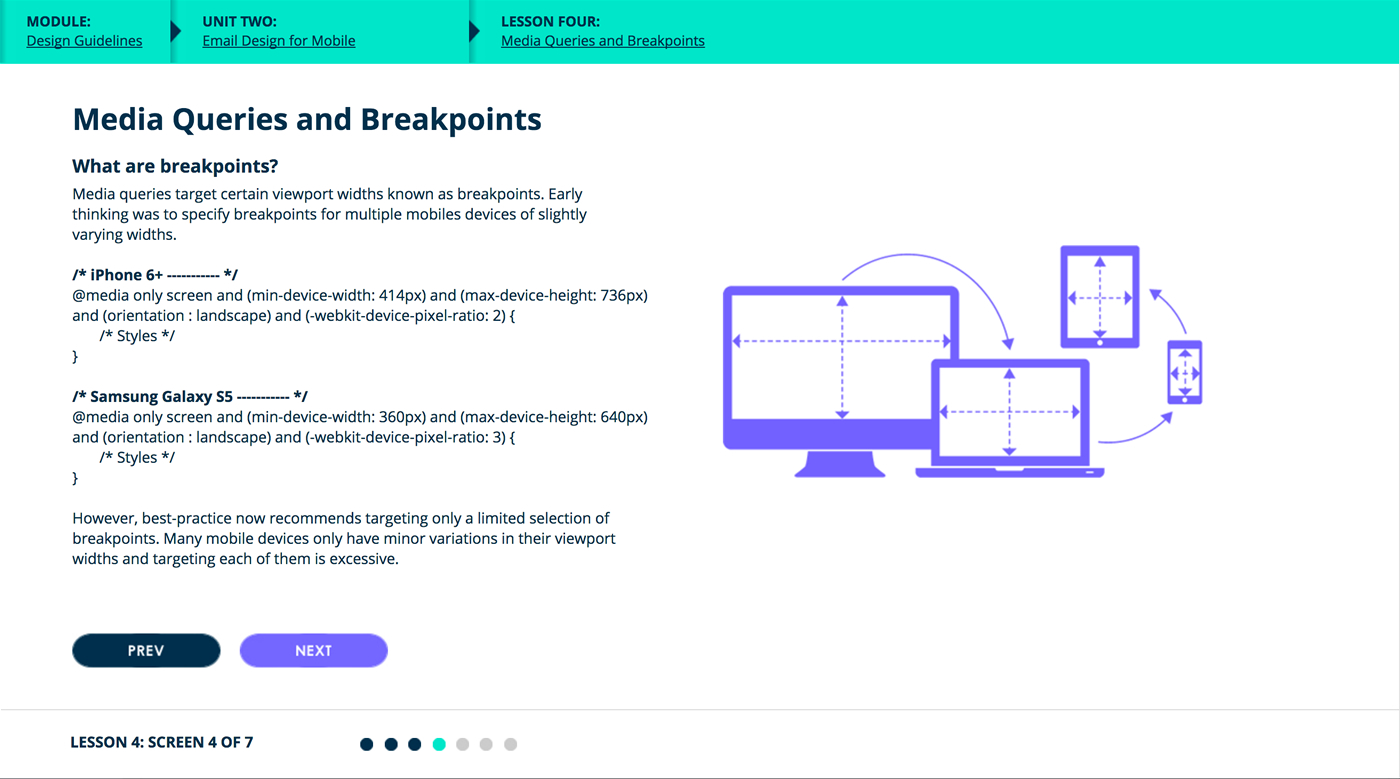 MODULE:
Design Guidelines
UNIT TWO:
Email Design for Mobile
LESSON FOUR:
Media Queries and Breakpoints
Media Queries and Breakpoints
What are breakpoints?
Media queries target certain viewport widths known as breakpoints. Early
thinking was to specify breakpoints for multiple mobiles devices of slightly
varying widths.
/* iPhone 6+ ----------- */
@media only screen and (min-device-width: 414px) and (max-device-height: 736px)
and (orientation : landscape) and (-webkit-device-pixel-ratio: 2) {
/* Styles */
}
/* Samsung Galaxy S5 ----------- */
@media only screen and (min-device-width: 360px) and (max-device-height: 640px)
and (orientation : landscape) and (-webkit-device-pixel-ratio: 3) {
/* Styles */
}
However, best-practice now recommends targeting only a limited selection of
breakpoints. Many mobile devices only have minor variations in their viewport
widths and targeting each of them is excessive.
PREV
NEXT
LESSON 4: SCREEN 4 OF 7